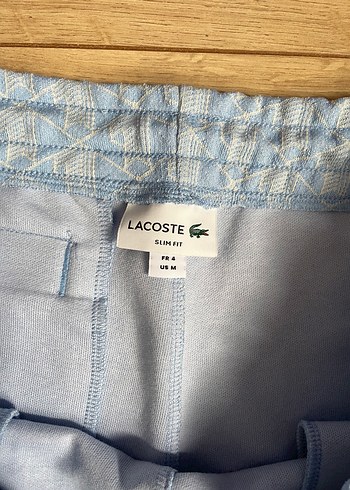 LACOSTE
SLIM FIT
FR 4
US M